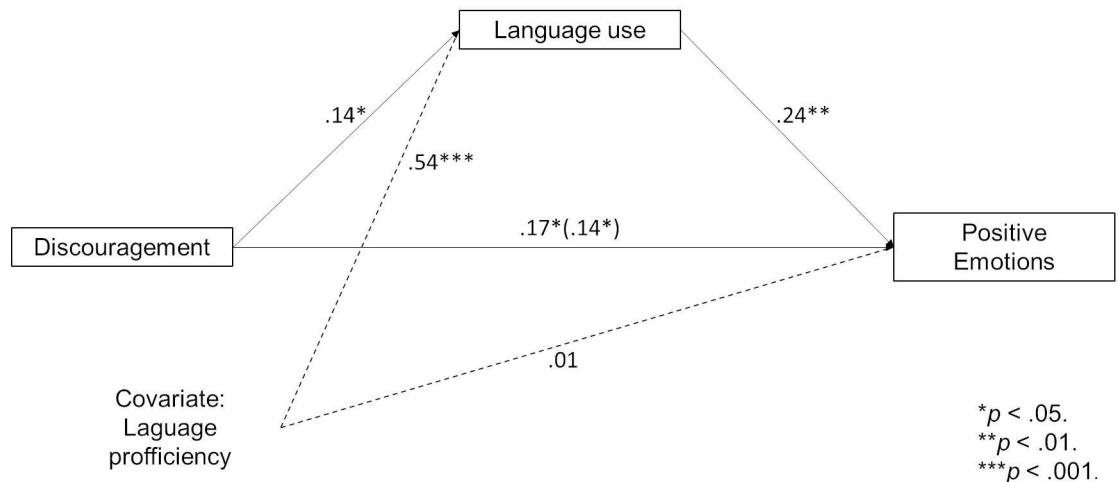 Language use
.14*
.24**
.54***
.17*(.14*)
Discouragement
Positive
Emotions
.01
Covariate:
Laguage
profficiency
*p < .05.
**p < .01.
***p < .001.